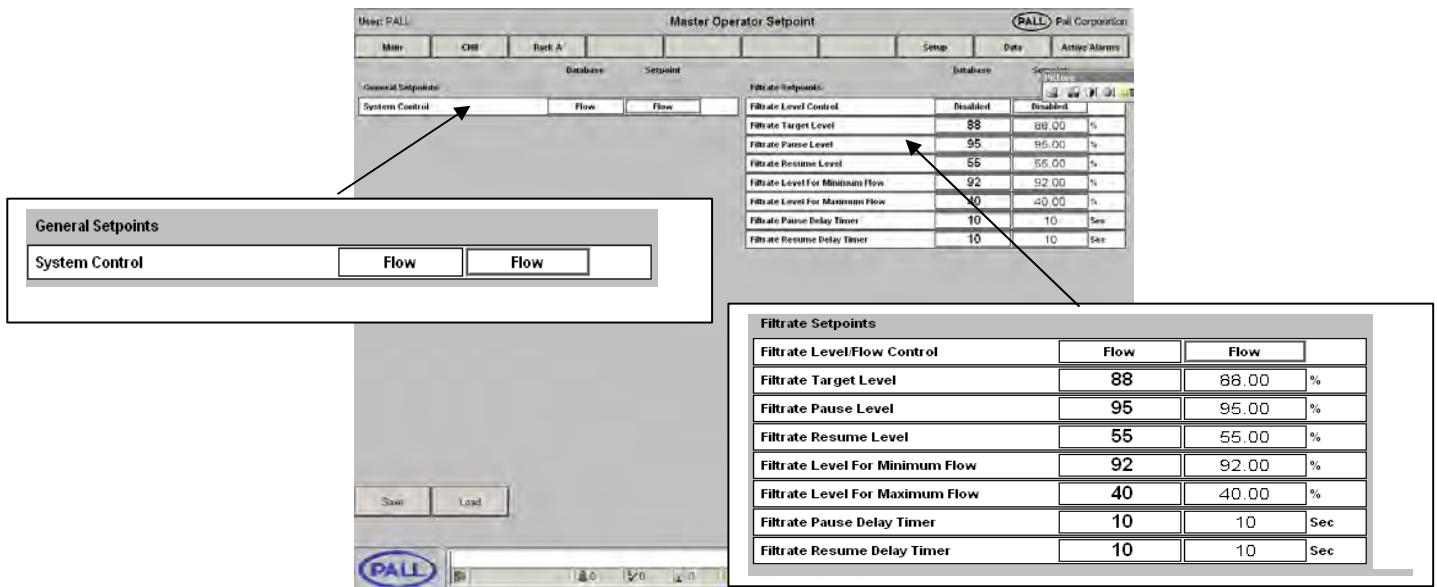 User: PALL Master Operator Setpoint PALL Pall Corporation
Main CHII Rack A Setup Data Active Alarms
Database Setpoint Database
General Setpoints Filtrate Setpoints Picture
System Control Flow Flow
Filtrate Level Control Disabled Disabled
Filtrate Target Level 88 88.00 %
Filtrate Pause Level 95 95.00 %
Filtrate Resume Level 55 55.00 %
Filtrate Level For Minimum Flow 92 92.00 %
Filtrate Level For Maximum Flow 40 40.00 %
Filtrate Pause Delay Timer 10 10 Sec
Filtrate Resume Delay Timer 10 10 Sec
General Setpoints
System Control Flow Flow
Filtrate Setpoints
Filtrate Level/Flow Control Flow Flow
Filtrate Target Level 88 88.00 %
Filtrate Pause Level 95 95.00 %
Filtrate Resume Level 55 55.00 %
Filtrate Level For Minimum Flow 92 92.00 %
Filtrate Level For Maximum Flow 40 40.00 %
Filtrate Pause Delay Timer 10 10 Sec
Filtrate Resume Delay Timer 10 10 Sec
Save Load
PALL 0 0 0